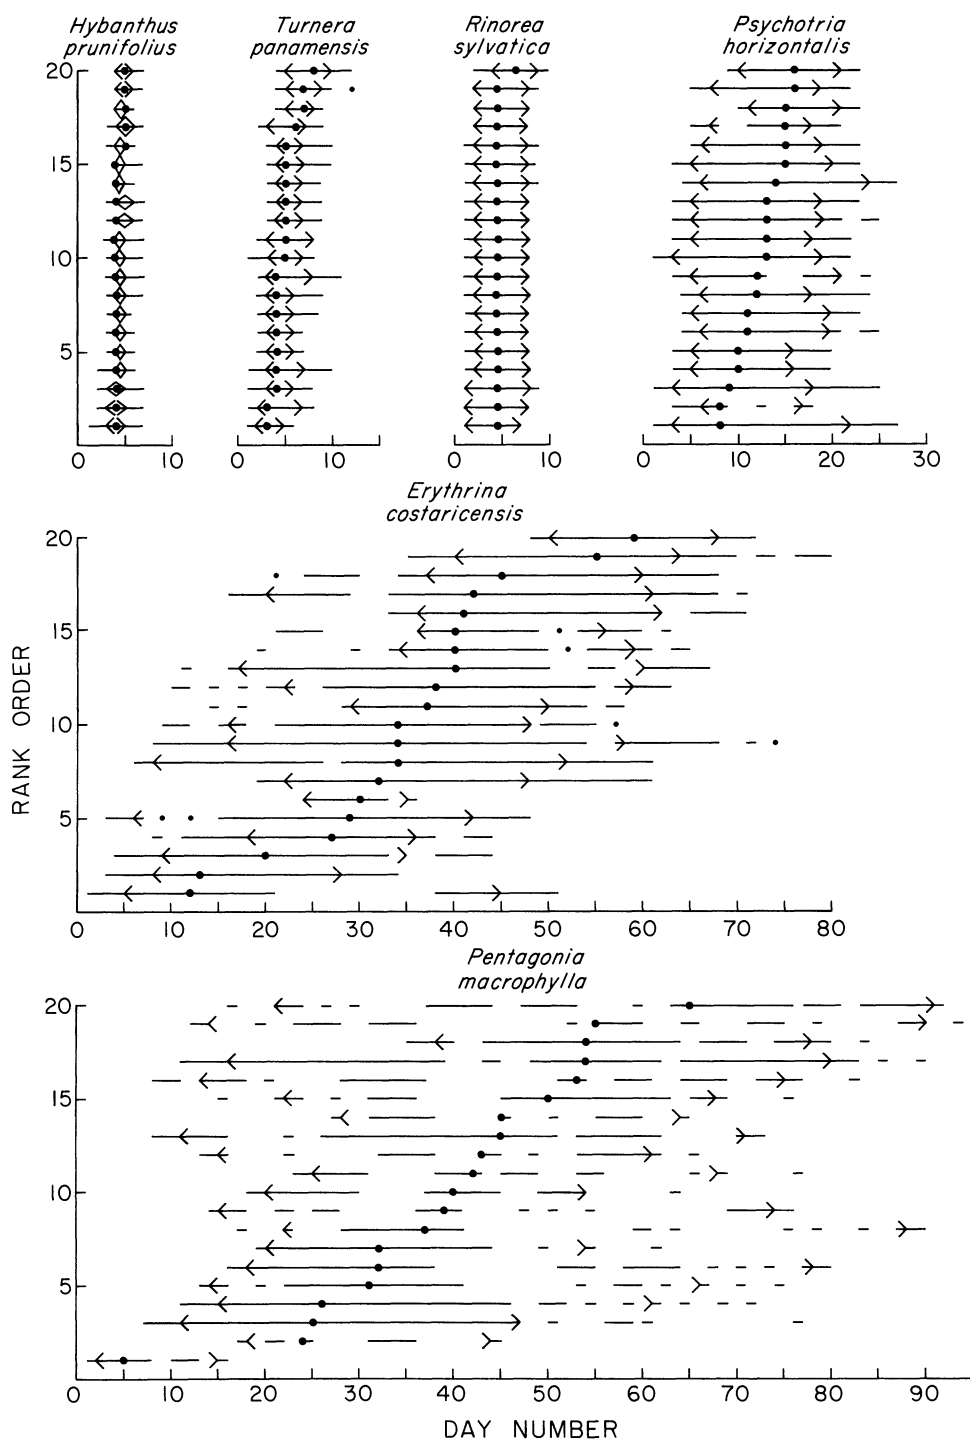 Hybanthus
prunifolius
Turnera
panamensis
Rinorea
sylvatica
Psychotria
horizontalis
20
15
10
5
0 10
0 10
0 10
0 10 20 30
Erythrina
costaricensis
20
15
10
5
0 10 20 30 40 50 60 70 80
RANK ORDER
Pentagonia
macrophylla
20
15
10
5
0 10 20 30 40 50 60 70 80 90
DAY NUMBER